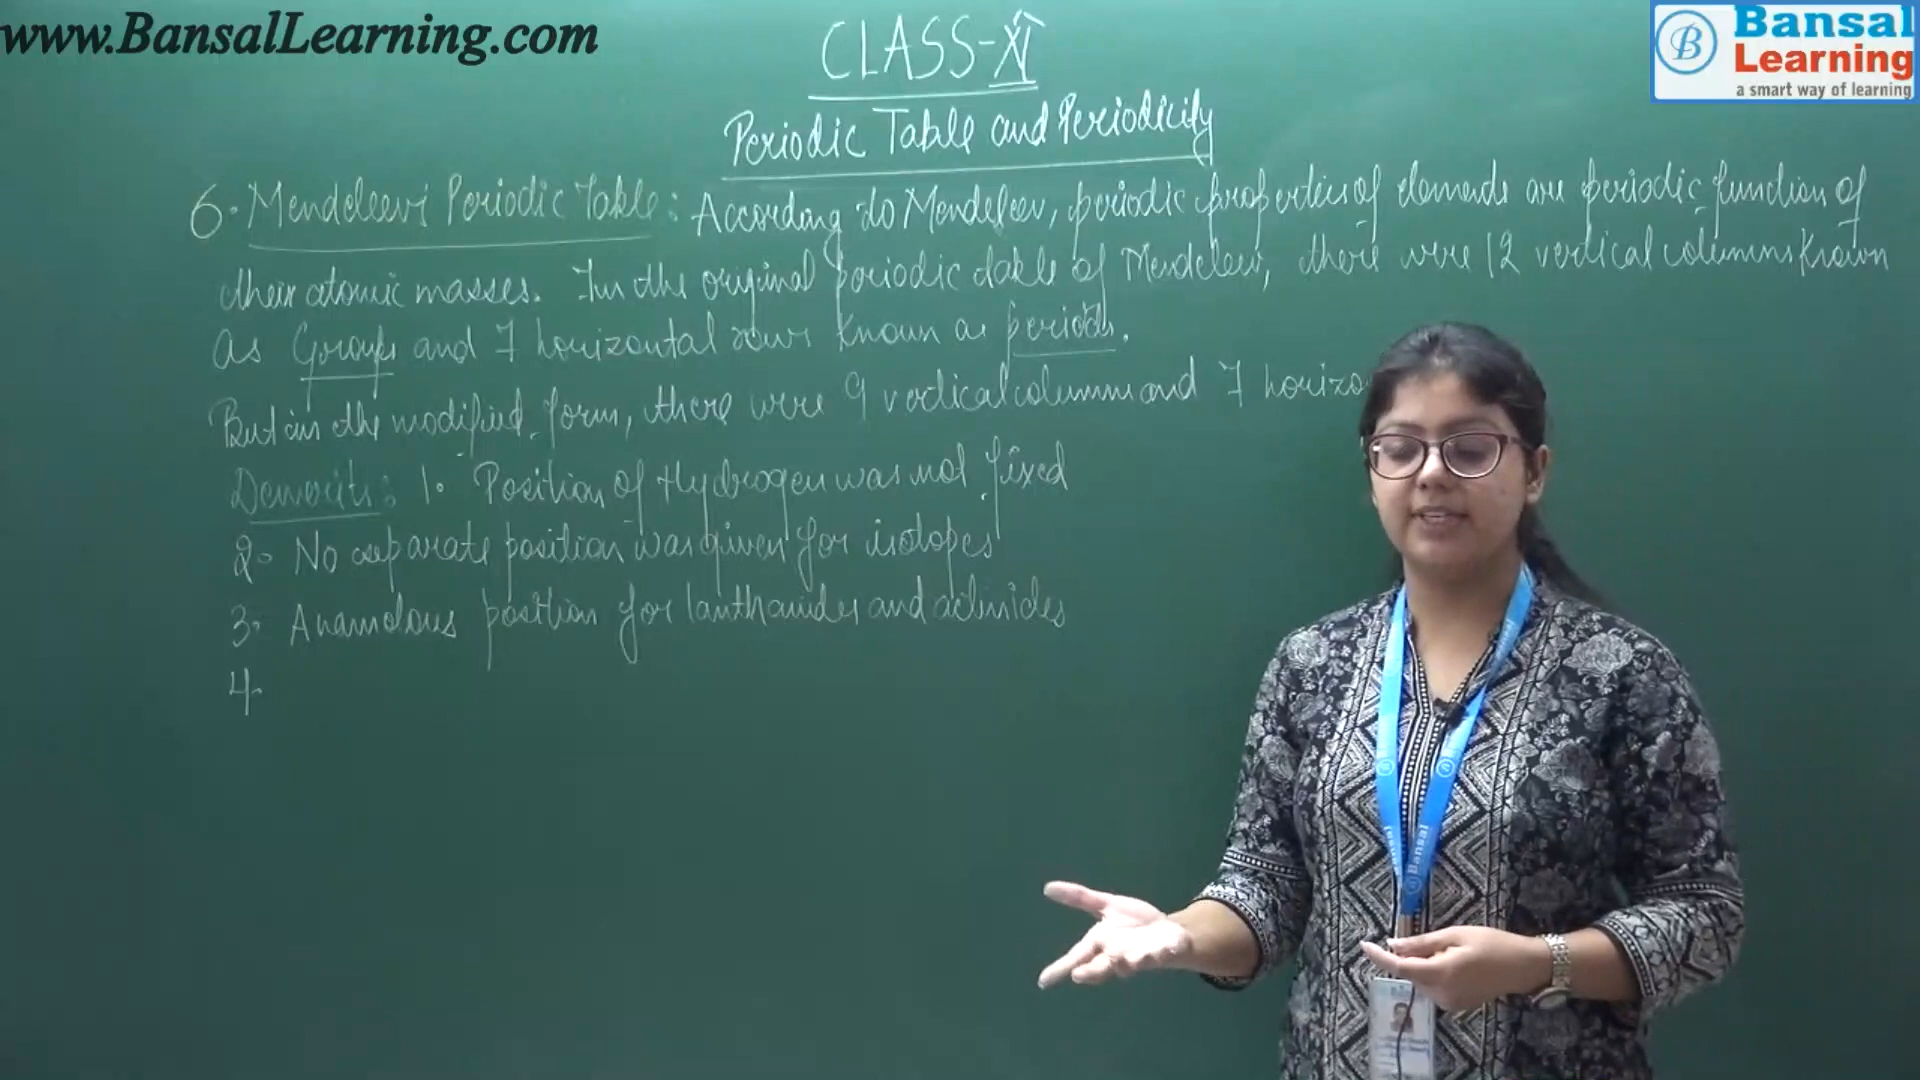 www.BansalLearning.com
Bansal
Learning
a smart way of learning
CLASS-XI
Periodic Table and Periodicity
6. Mendeleev's Periodic Table: According to Mendeleev, periodic properties of elements are periodic function of
their atomic masses. In the original periodic table of Mendeleev, there were 12 vertical columns known
As Groups and 7 horizontal rows known as periods.
But in the modified form, there were 9 vertical columns and 7
Demerits: 1. Position of Hydrogen was not fixed
2. No separate position was given for isotopes
3. Anamolous position for lanthanides and actinides
4.
Bansal